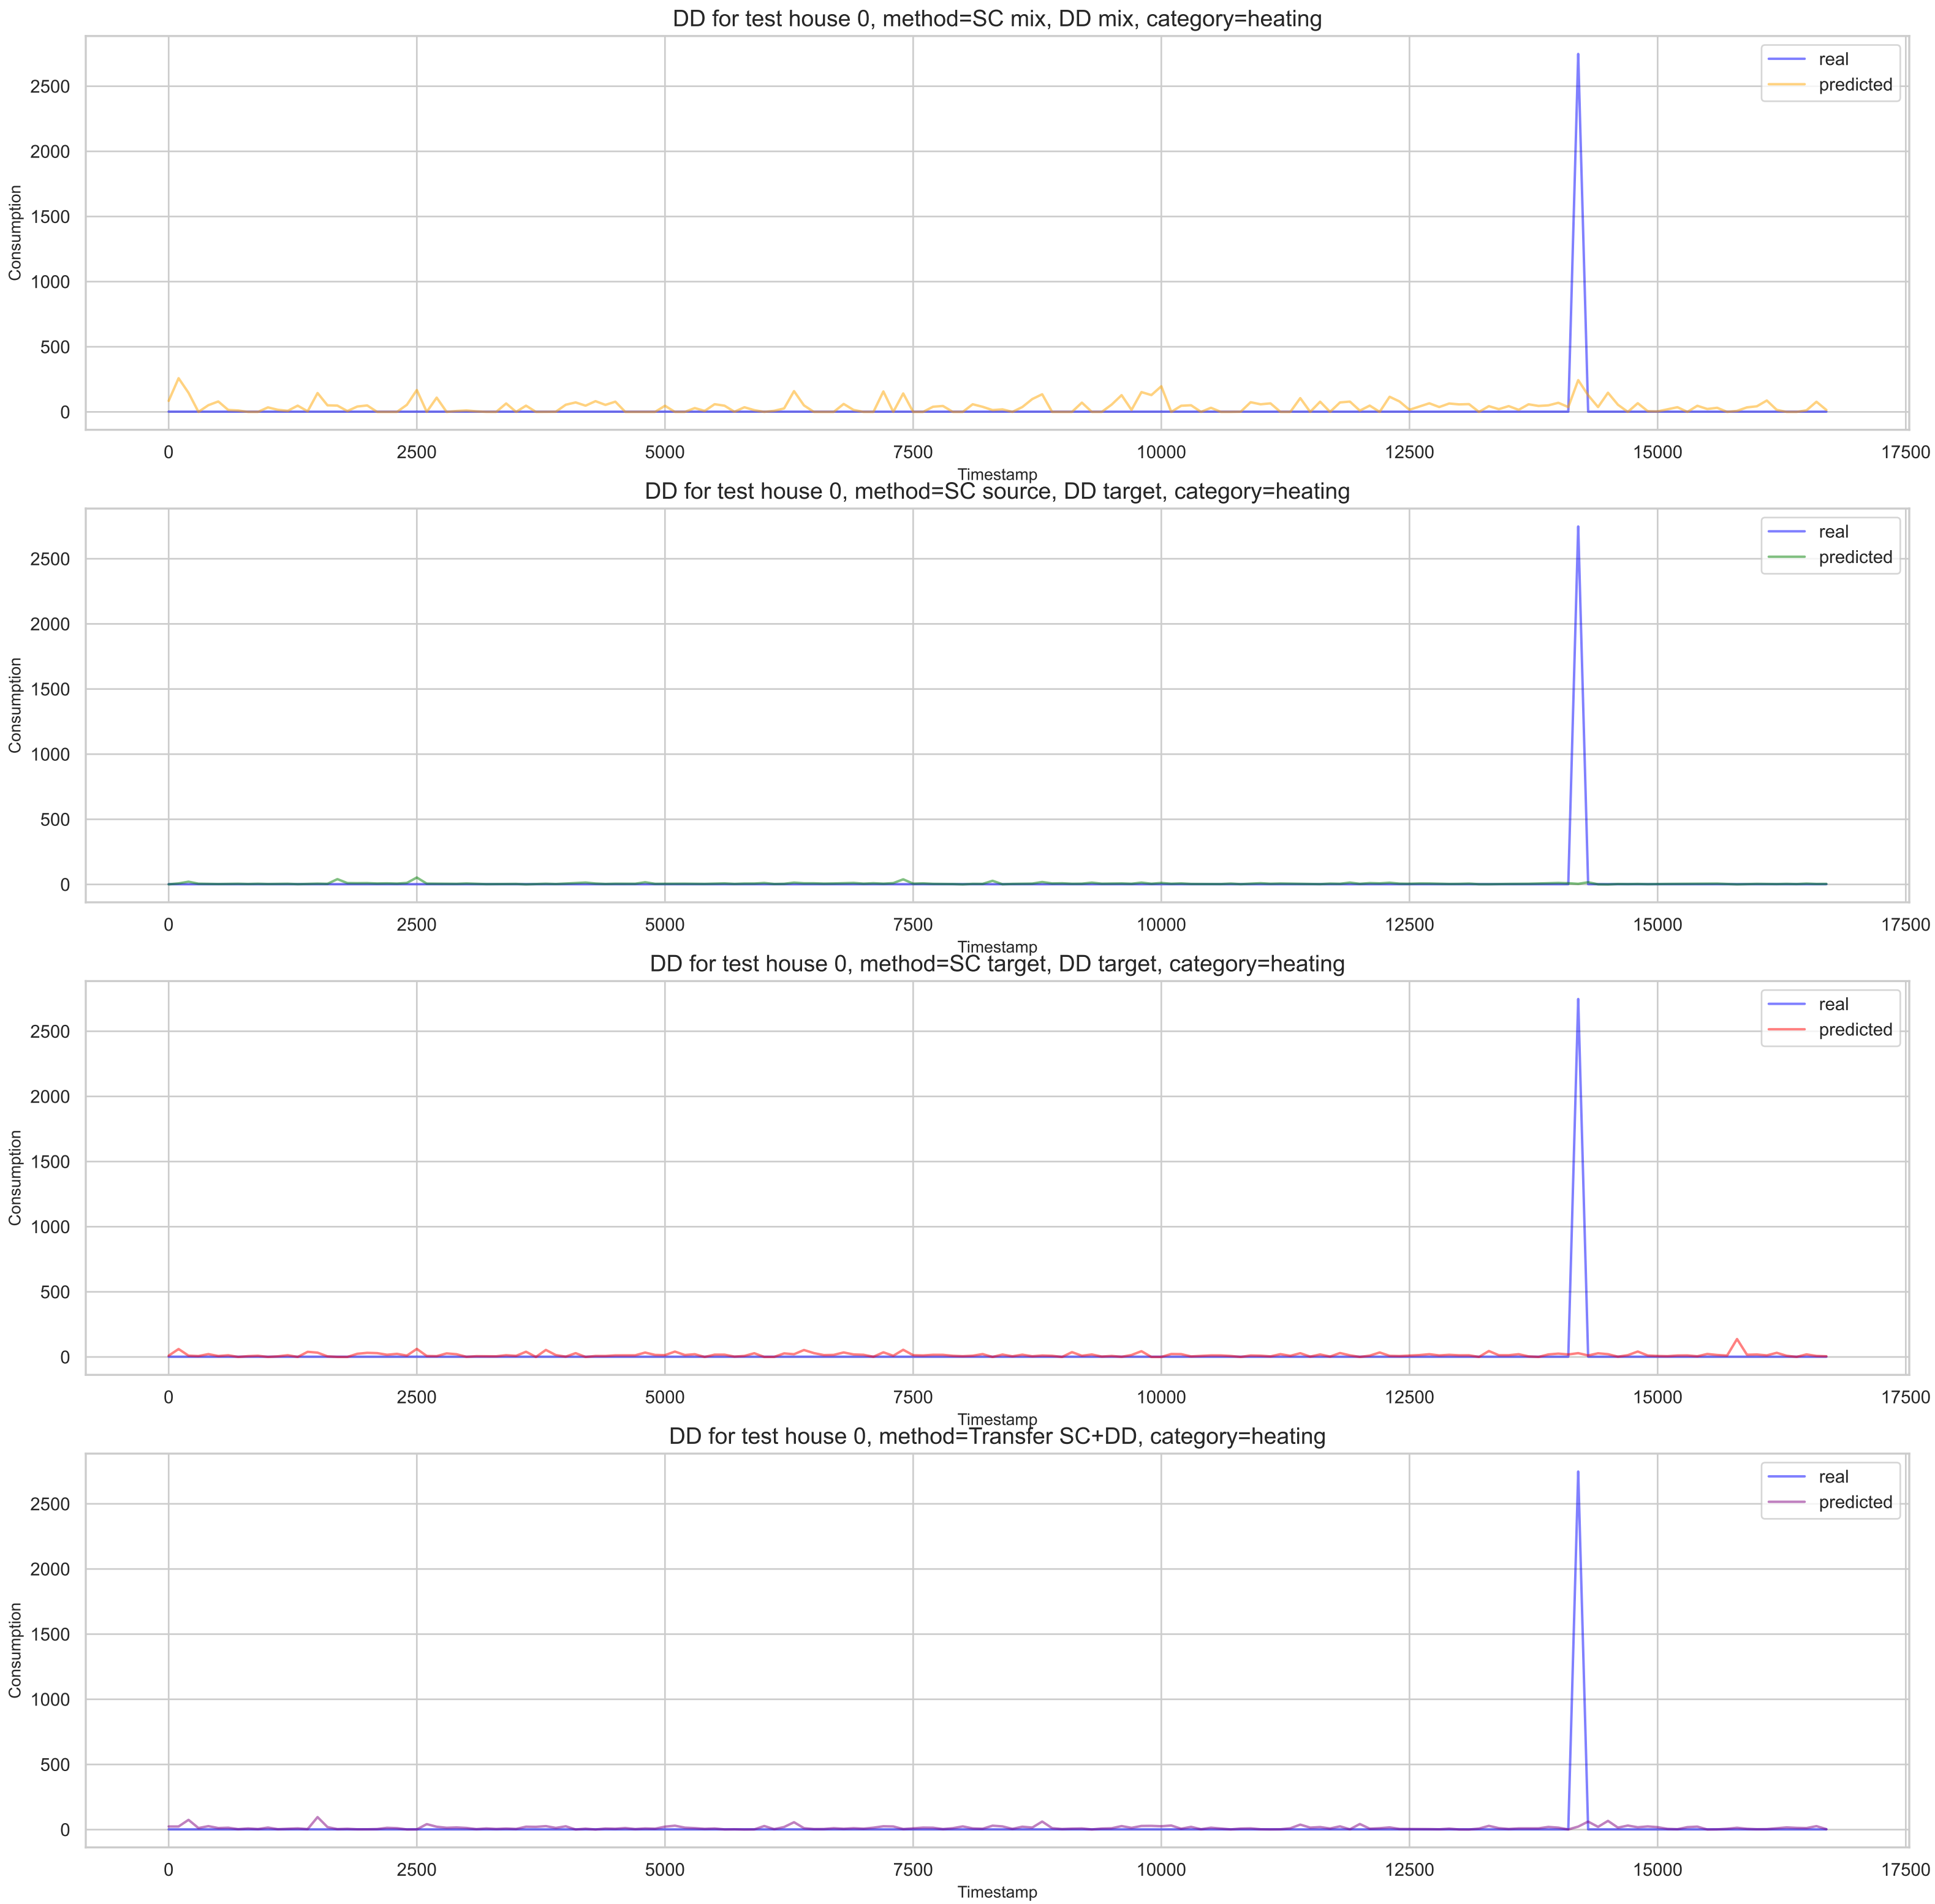 DD for test house 0, method=SC mix, DD mix, category=heating
real
predicted
2500
2000
1500
1000
500
0
Consumption
0 2500 5000 7500 10000 12500 15000 17500
Timestamp
DD for test house 0, method=SC source, DD target, category=heating
real
predicted
2500
2000
1500
1000
500
0
Consumption
0 2500 5000 7500 10000 12500 15000 17500
Timestamp
DD for test house 0, method=SC target, DD target, category=heating
real
predicted
2500
2000
1500
1000
500
0
Consumption
0 2500 5000 7500 10000 12500 15000 17500
Timestamp
DD for test house 0, method=Transfer SC+DD, category=heating
real
predicted
2500
2000
1500
1000
500
0
Consumption
0 2500 5000 7500 10000 12500 15000 17500
Timestamp